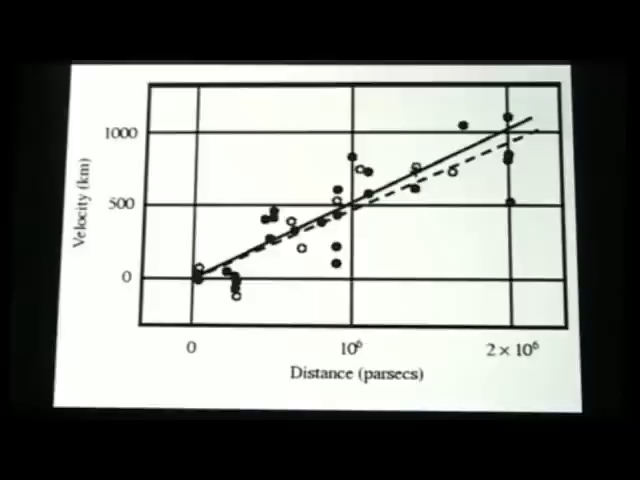 Velocity (km)
1000
500
0
0
10⁶
2 × 10⁶
Distance (parsecs)